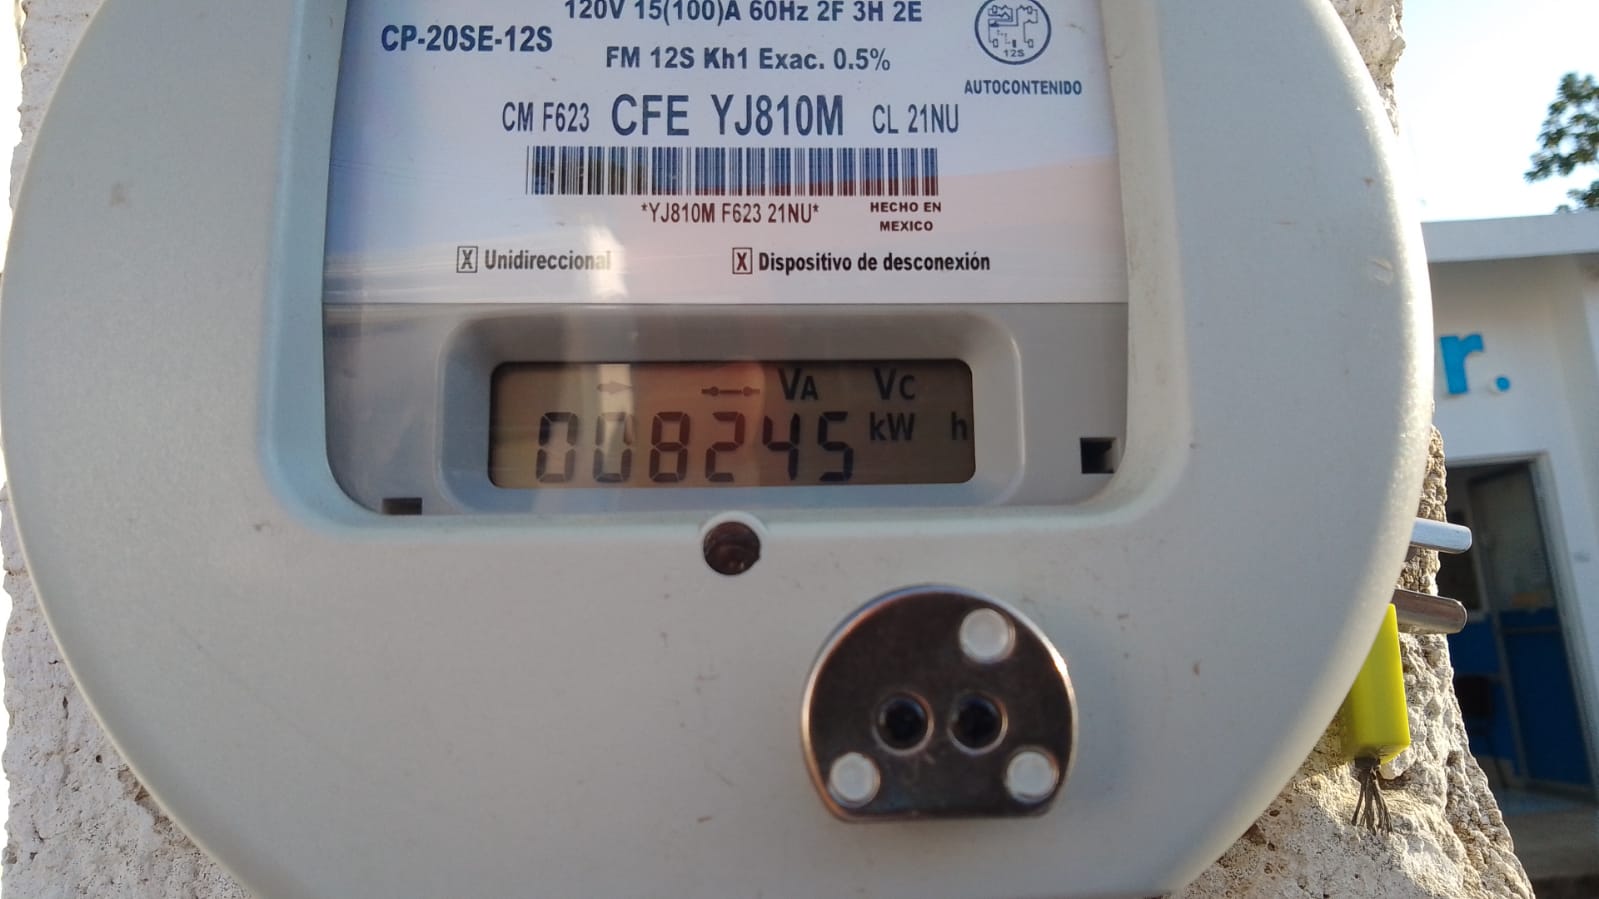 120V 15(100)A 60Hz 2F 3H 2E
CP-20SE-12S
FM 12S Kh1 Exac. 0.5%
12S
AUTOCONTENIDO
CM F623 CFE YJ810M CL 21NU
*YJ810M F623 21NU*
HECHO EN
MEXICO
X Unidireccional
X Dispositivo de desconexión
VA VC
008245 kW h
r.